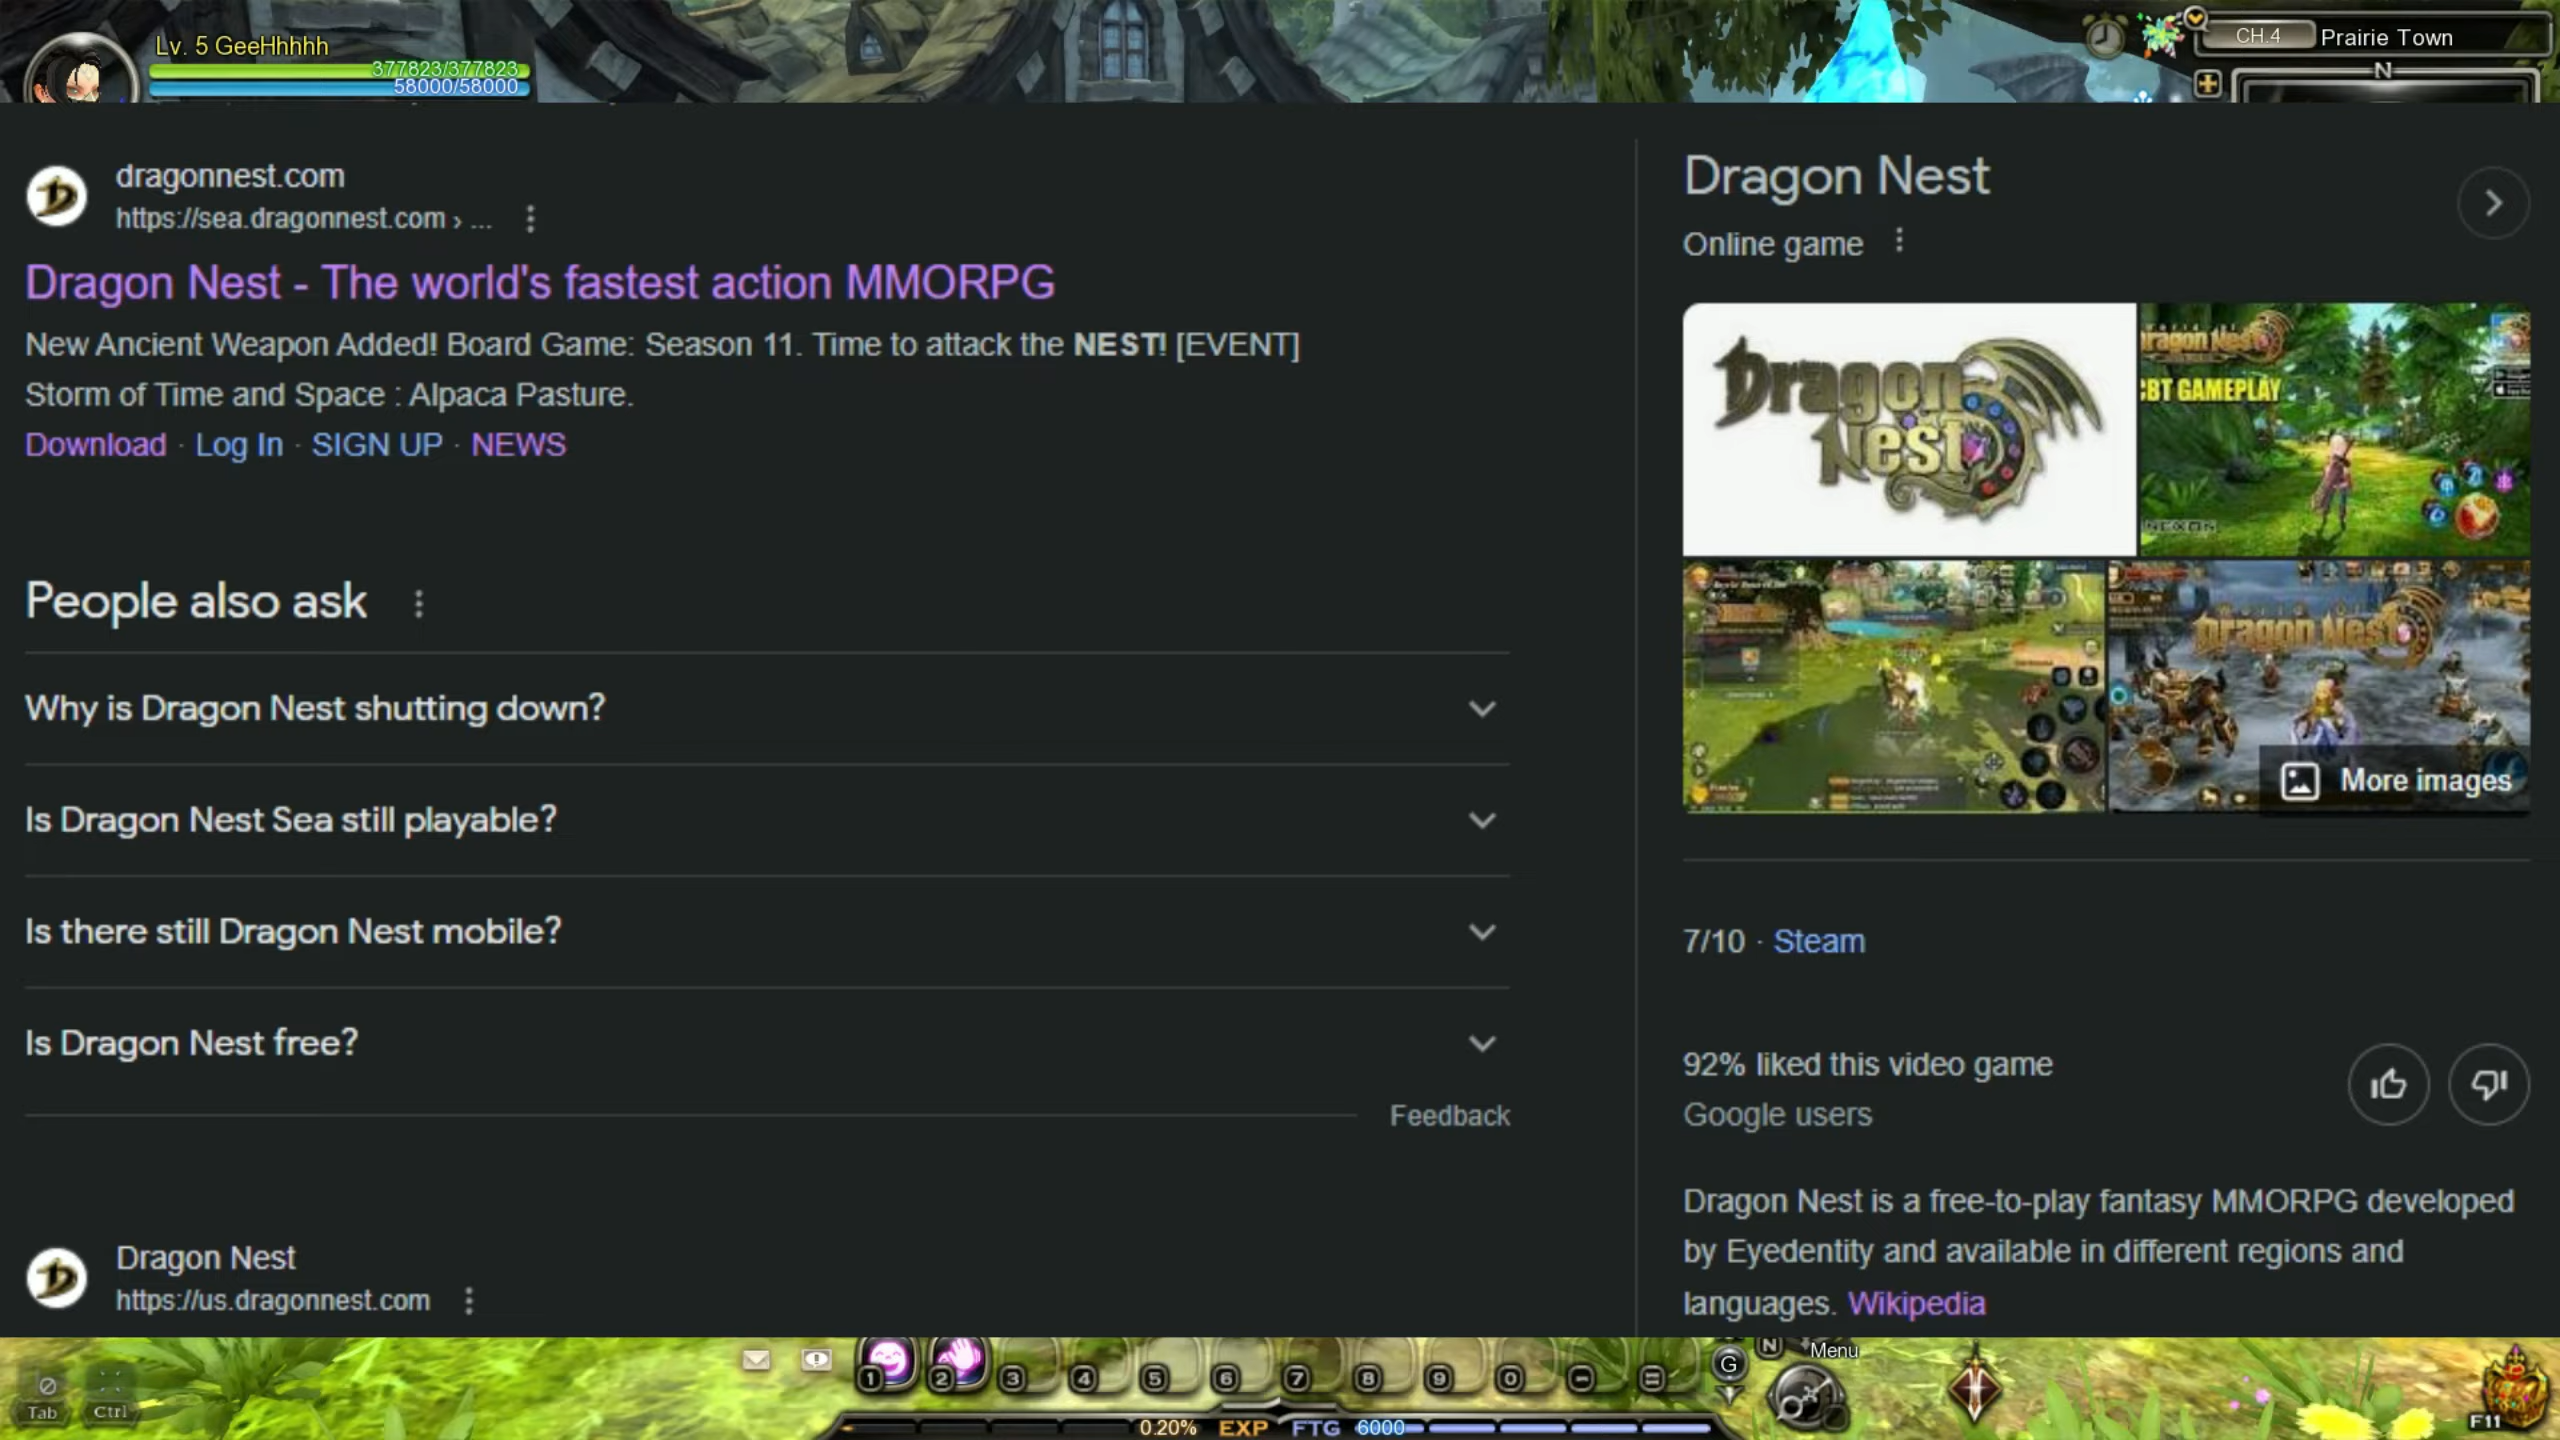 Lv. 5 GeeHhhhh
377823/377823
58000/58000
CH.4 Prairie Town
N
dragonnest.com
https://sea.dragonnest.com › ...
Dragon Nest - The world's fastest action MMORPG
New Ancient Weapon Added! Board Game: Season 11. Time to attack the NEST! [EVENT]
Storm of Time and Space : Alpaca Pasture.
Download · Log In · SIGN UP · NEWS
People also ask
Why is Dragon Nest shutting down?
Is Dragon Nest Sea still playable?
Is there still Dragon Nest mobile?
Is Dragon Nest free?
Feedback
Dragon Nest
https://us.dragonnest.com
Dragon Nest
Online game
Dragon
Nest
Dragon Nest
CBT GAMEPLAY
NEXON
Dragon Nest
More images
7/10 · Steam
92% liked this video game
Google users
Dragon Nest is a free-to-play fantasy MMORPG developed
by Eyedentity and available in different regions and
languages. Wikipedia
Tab Ctrl
1 2 3 4 5 6 7 8 9 0 - =
G N Menu
0.20% EXP FTG 6000
F11